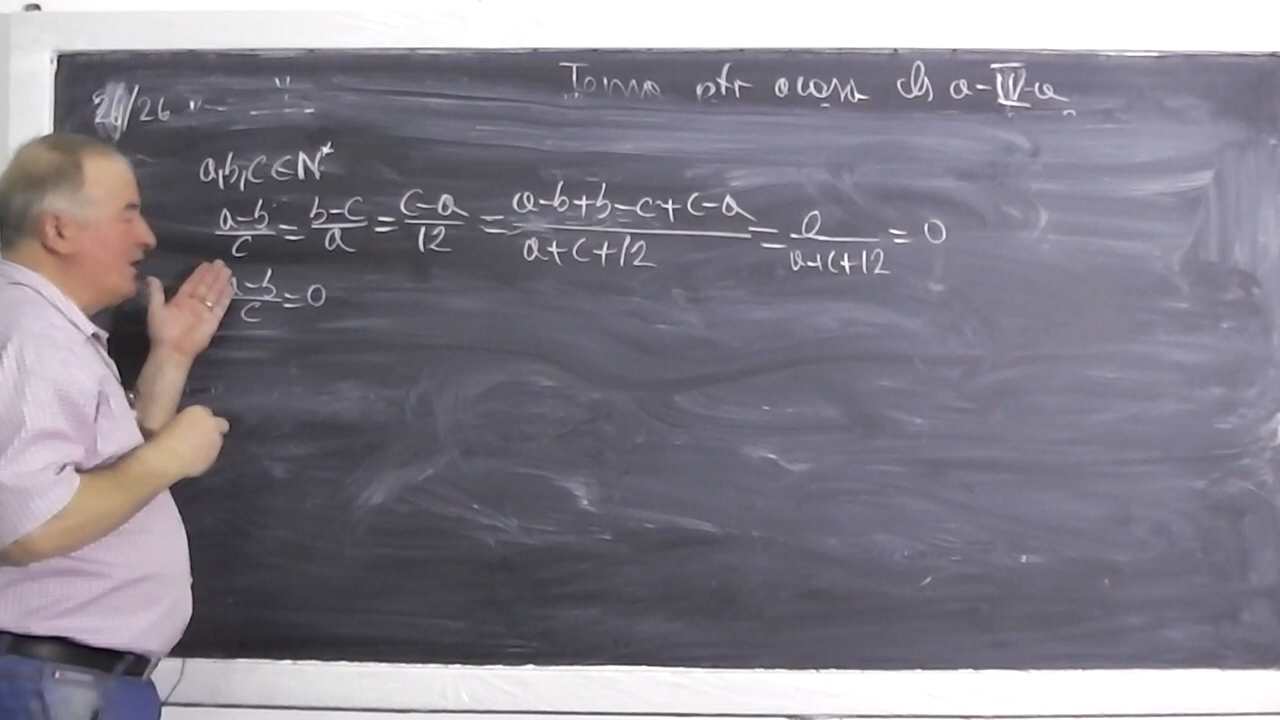 Tema ptr acasa cls a-IV-a
26/26 "- " -
a,b,c∈N*
a-b/c = b-c/a = c-a/12 = a-b+b-c+c-a/a+c+12 = 0/a+c+12 = 0
a-b/c = 0